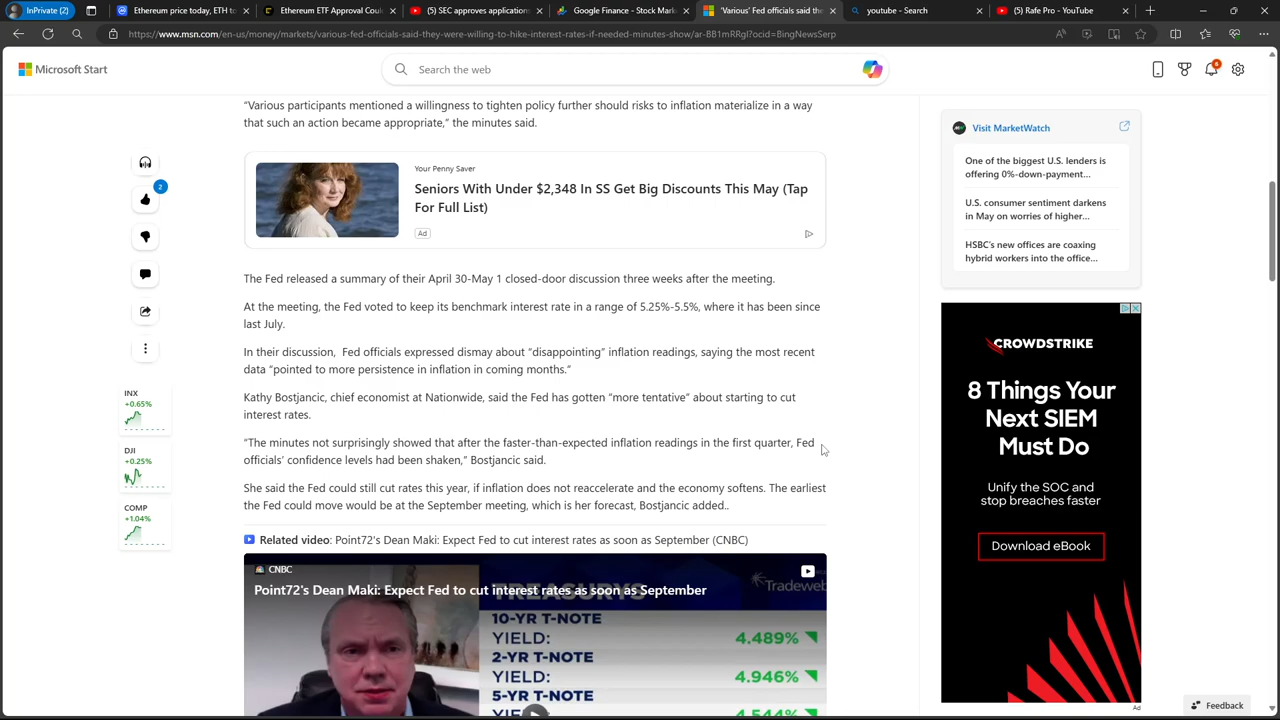 InPrivate (2)
Ethereum price today, ETH to
Ethereum ETF Approval Coul
(5) SEC approves application
Google Finance - Stock Mark
'Various' Fed officials said the
youtube - Search
(5) Rafe Pro - YouTube
https://www.msn.com/en-us/money/markets/various-fed-officials-said-they-were-willing-to-hike-interest-rates-if-needed-minutes-show/ar-BB1mRRgl?ocid=BingNewsSerp
Microsoft Start
Search the web
6
“Various participants mentioned a willingness to tighten policy further should risks to inflation materialize in a way
that such an action became appropriate,” the minutes said.
Your Penny Saver
Seniors With Under $2,348 In SS Get Big Discounts This May (Tap
For Full List)
Ad
2
The Fed released a summary of their April 30-May 1 closed-door discussion three weeks after the meeting.
At the meeting, the Fed voted to keep its benchmark interest rate in a range of 5.25%-5.5%, where it has been since
last July.
In their discussion,  Fed officials expressed dismay about “disappointing” inflation readings, saying the most recent
data “pointed to more persistence in inflation in coming months.”
Kathy Bostjancic, chief economist at Nationwide, said the Fed has gotten “more tentative” about starting to cut
interest rates.
“The minutes not surprisingly showed that after the faster-than-expected inflation readings in the first quarter, Fed
officials’ confidence levels had been shaken,” Bostjancic said.
She said the Fed could still cut rates this year, if inflation does not reaccelerate and the economy softens. The earliest
the Fed could move would be at the September meeting, which is her forecast, Bostjancic added..
INX
+0.65%
DJI
+0.25%
COMP
+1.04%
Related video: Point72's Dean Maki: Expect Fed to cut interest rates as soon as September (CNBC)
CNBC
Point72's Dean Maki: Expect Fed to cut interest rates as soon as September
TREASURYS
Tradeweb
10-YR T-NOTE
YIELD: 4.489%
2-YR T-NOTE
YIELD: 4.946%
5-YR T-NOTE
4.544%
Visit MarketWatch
One of the biggest U.S. lenders is
offering 0%-down-payment...
U.S. consumer sentiment darkens
in May on worries of higher...
HSBC's new offices are coaxing
hybrid workers into the office...
CROWDSTRIKE
8 Things Your
Next SIEM
Must Do
Unify the SOC and
stop breaches faster
Download eBook
Ad
Feedback